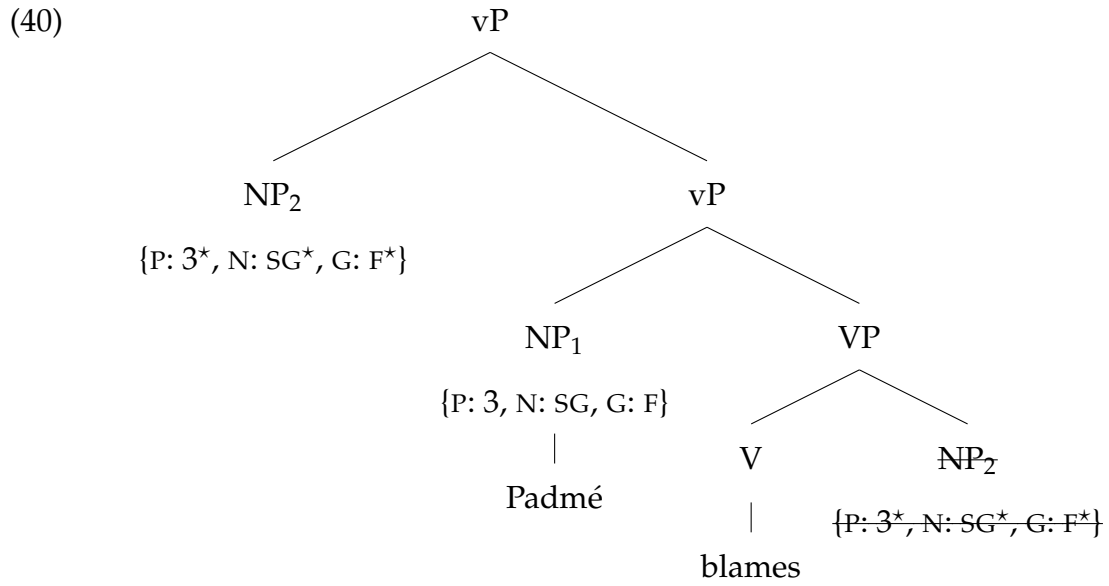 (40) vP
NP₂ vP
{P: 3⋆, N: SG⋆, G: F⋆}
NP₁ VP
{P: 3, N: SG, G: F}
V NP₂
Padmé {P: 3⋆, N: SG⋆, G: F⋆}
blames